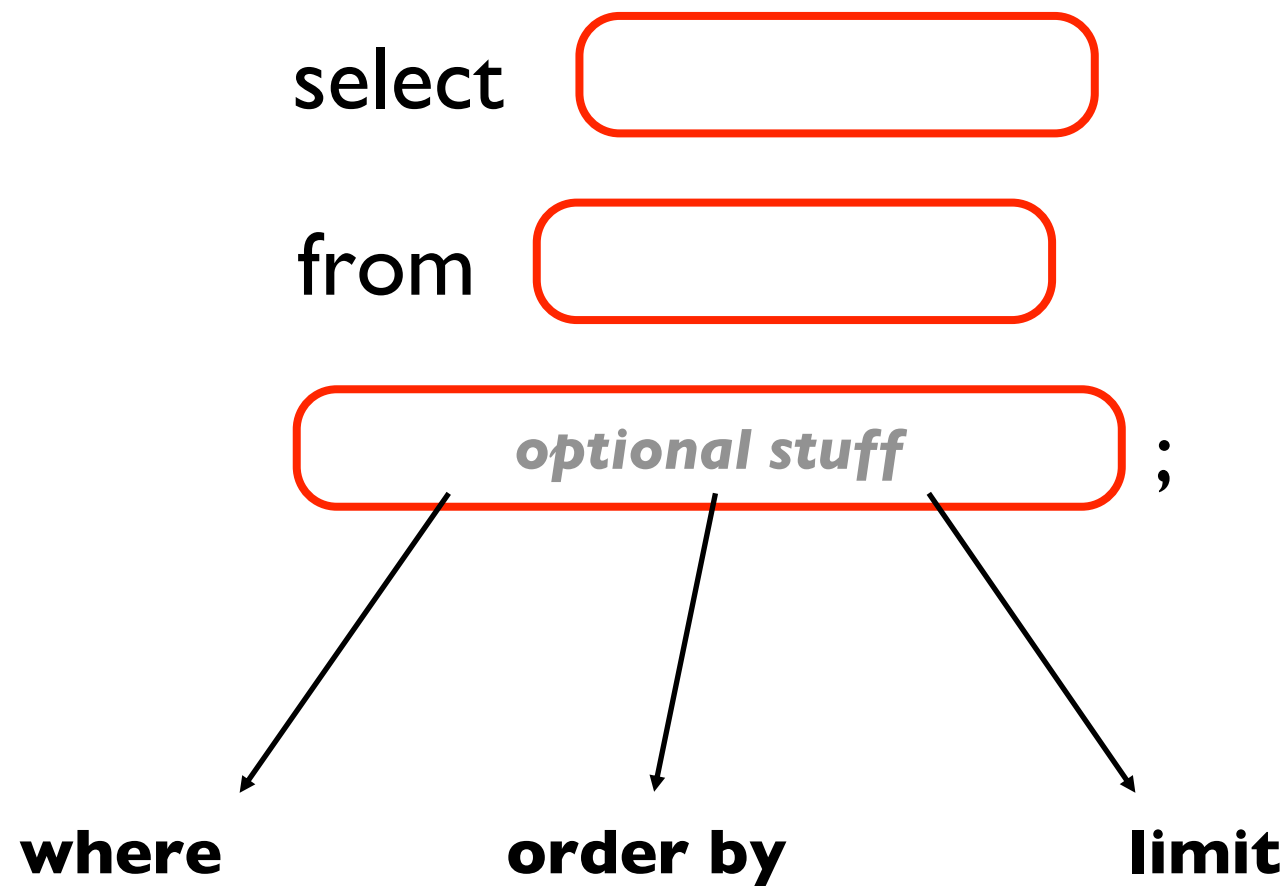 select
from
optional stuff ;
where order by limit